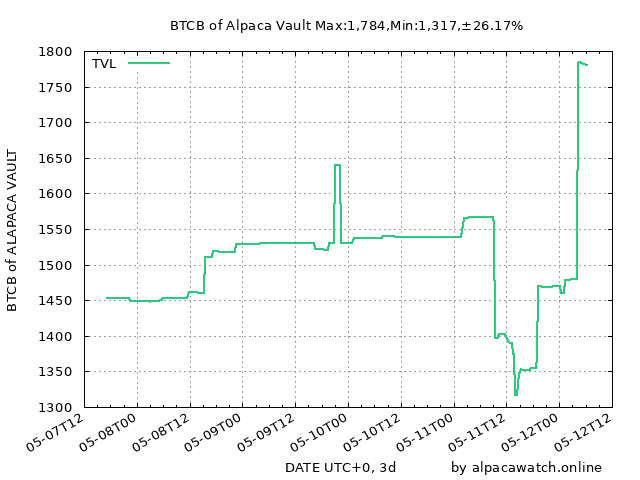 BTCB of Alpaca Vault Max:1,784,Min:1,317,±26.17%
TVL
1800
1750
1700
1650
1600
1550
1500
1450
1400
1350
1300
BTCB of ALAPACA VAULT
05-07T12
05-08T00
05-08T12
05-09T00
05-09T12
05-10T00
05-10T12
05-11T00
05-11T12
05-12T00
05-12T12
DATE UTC+0, 3d
by alpacawatch.online